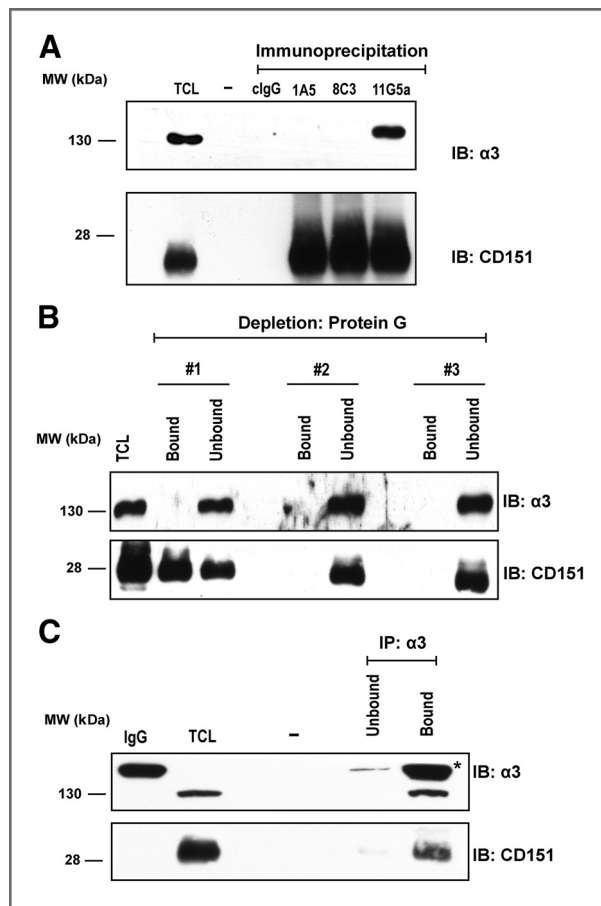 A
Immunoprecipitation
MW (kDa)
TCL – cIgG 1A5 8C3 11G5a
130
IB: α3
28
IB: CD151
B
Depletion: Protein G
#1 #2 #3
MW (kDa)
TCL Bound Unbound Bound Unbound Bound Unbound
130
IB: α3
28
IB: CD151
C
IP: α3
MW (kDa)
IgG TCL – Unbound Bound
*
IB: α3
130
IB: CD151
28